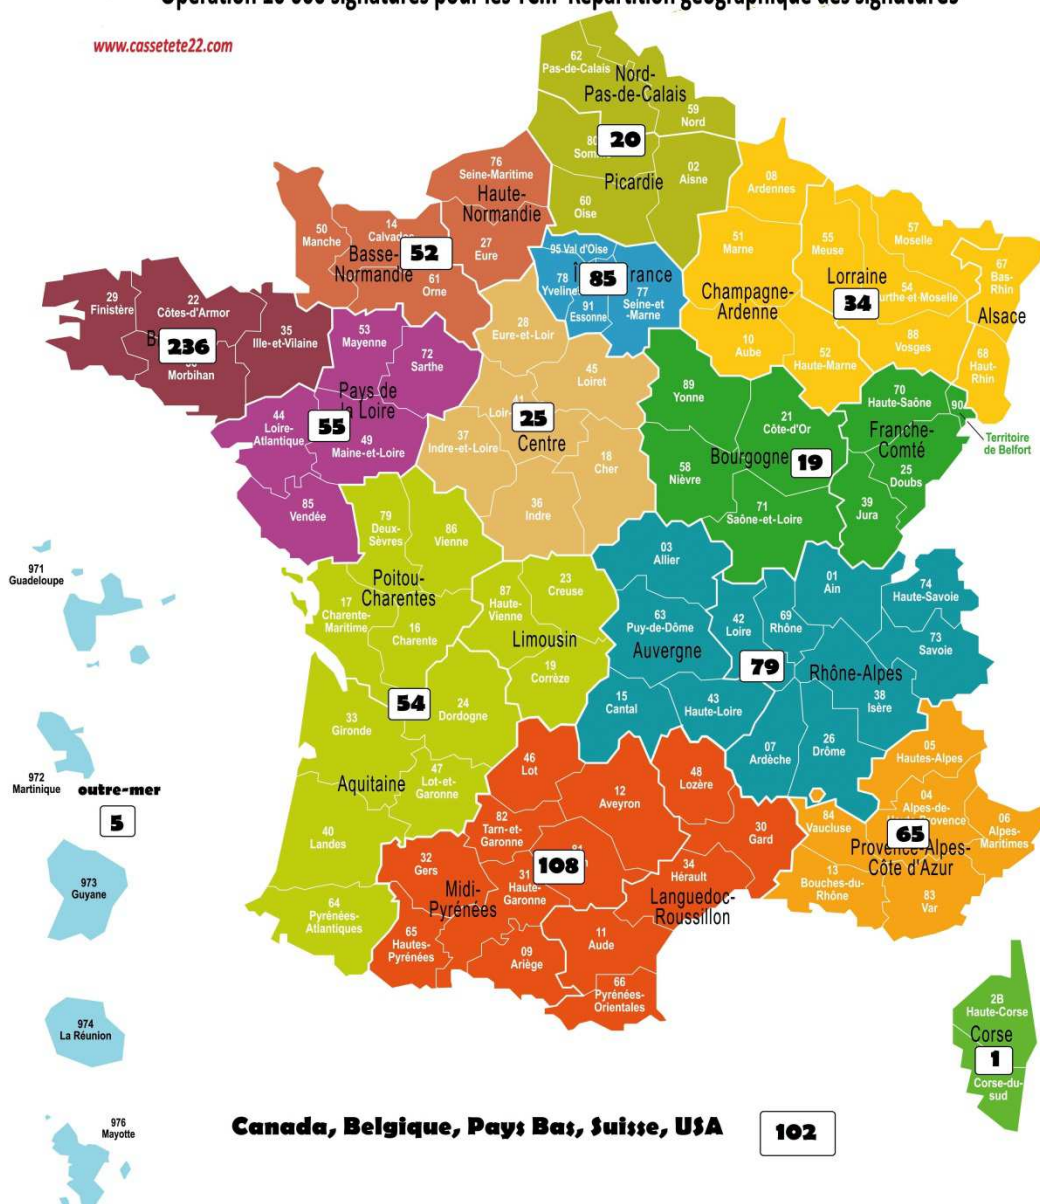 www.cassetete22.com
62
Pas-de-Calais
Nord-
Pas-de-Calais
59
Nord
20
80
02
Aisne
Picardie
60
Oise
76
Seine-Maritime
Haute-
Normandie
27
Eure
50
Manche
14
Calvados
52
Basse-
Normandie
61
Orne
08
Ardennes
51
Marne
55
Meuse
57
Moselle
67
Bas-
Rhin
Lorraine
54
34
Champagne-
Ardenne
Alsace
10
Aube
52
Haute-Marne
88
Vosges
68
Haut-
Rhin
95 Val d'Oise
85
78
91
Essonne
77
Seine-et
-Marne
29
Finistère
22
Côtes-d'Armor
35
Ille-et-Vilaine
236
Morbihan
53
Mayenne
72
Sarthe
Pays de
la Loire
44
Loire-
Atlantique
55
49
Maine-et-Loire
85
Vendée
28
Eure-et-Loir
45
Loiret
41
25
Centre
37
Indre-et-Loire
18
Cher
36
Indre
89
Yonne
21
Côte-d'Or
58
Nièvre
Bourgogne
19
71
Saône-et-Loire
70
Haute-Saône
90
Territoire
de Belfort
Franche-
Comté
25
Doubs
39
Jura
79
Deux-
Sèvres
86
Vienne
Poitou-
Charentes
17
Charente-
Maritime
16
Charente
87
Haute-
Vienne
23
Creuse
Limousin
19
Corrèze
54
24
Dordogne
33
Gironde
47
Lot-et-
Garonne
Aquitaine
40
Landes
64
Pyrénées-
Atlantiques
03
Allier
63
Puy-de-Dôme
Auvergne
15
Cantal
43
Haute-Loire
42
Loire
69
Rhône
01
Ain
74
Haute-Savoie
73
Savoie
79
Rhône-Alpes
38
Isère
26
Drôme
07
Ardèche
46
Lot
12
Aveyron
48
Lozère
30
Gard
82
Tarn-et-
Garonne
81
108
32
Gers
Midi-
Pyrénées
31
Haute-
Garonne
34
Hérault
Languedoc-
Roussillon
65
Hautes-
Pyrénées
09
Ariège
11
Aude
66
Pyrénées-
Orientales
05
Hautes-Alpes
04
Alpes-de-
06
Alpes-
Maritimes
84
Vaucluse
65
Provence-Alpes-
Côte d'Azur
13
Bouches-du-
Rhône
83
Var
2B
Haute-Corse
Corse
1
Corse-du-
sud
971
Guadeloupe
972
Martinique
outre-mer
5
973
Guyane
974
La Réunion
976
Mayotte
Canada, Belgique, Pays Bas, Suisse, USA
102